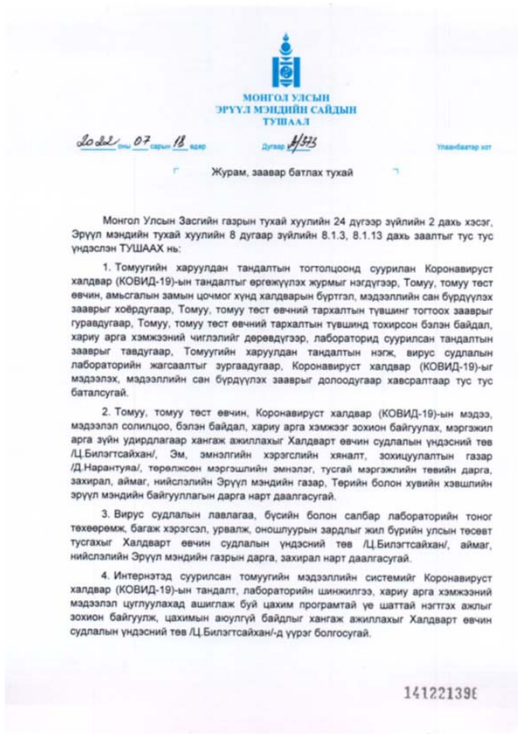 МОНГОЛ УЛСЫН
ЭРҮҮЛ МЭНДИЙН САЙДЫН
ТУШААЛ
2022 оны 07 сарын 18 өдөр Дугаар А/373 Улаанбаатар хот
Журам, заавар батлах тухай
Монгол Улсын Засгийн газрын тухай хуулийн 24 дүгээр зүйлийн 2 дахь хэсэг,
Эрүүл мэндийн тухай хуулийн 8 дугаар зүйлийн 8.1.3, 8.1.13 дахь заалтыг тус тус
үндэслэн ТУШААХ нь:
1. Томуугийн харуулдан тандалтын тогтолцоонд суурилан Коронавируст
халдвар (КОВИД-19)-ын тандалтыг өргөжүүлэх журмыг нэгдүгээр, Томуу, томуу төст
өвчин, амьсгалын замын цочмог хүнд халдварын бүртгэл, мэдээллийн сан бүрдүүлэх
зааврыг хоёрдугаар, Томуу, томуу төст өвчний тархалтын түвшинг тогтоох зааврыг
гуравдугаар, Томуу, томуу төст өвчний тархалтын түвшинд тохирсон бэлэн байдал,
хариу арга хэмжээний чиглэлийг дөрөвдүгээр, лабораторид суурилсан тандалтын
зааврыг тавдугаар, Томуугийн харуулдан тандалтын нэгж, вирус судлалын
лабораторийн жагсаалтыг зургаадугаар, Коронавируст халдвар (КОВИД-19)-ыг
мэдээлэх, мэдээллийн сан бүрдүүлэх зааврыг долоодугаар хавсралтаар тус тус
баталсугай.
2. Томуу, томуу төст өвчин, Коронавируст халдвар (КОВИД-19)-ын мэдээ,
мэдээлэл солилцоо, бэлэн байдал, хариу арга хэмжээг зохион байгуулах, мэргэжил
арга зүйн удирдлагаар ханган ажиллахыг Халдварт өвчин судлалын үндэсний төв
/Ц.Билэгтсайхан/, Эм, эмнэлгийн хэрэгслийн хяналт, зохицуулалтын газар
/Д.Нарантуяа/, төрөлжсөн мэргэшлийн эмнэлэг, тусгай мэргэжлийн төвийн дарга,
захирал, аймаг, нийслэлийн Эрүүл мэндийн газар, Төрийн болон хувийн хэвшлийн
эрүүл мэндийн байгууллагын дарга нарт даалгасугай.
3. Вирус судлалын лавлагаа, бүсийн болон салбар лабораторийн тоног
төхөөрөмж, багаж хэрэгсэл, урвалж, оношлуурын зардлыг жил бүрийн улсын төсөвт
тусгахыг Халдварт өвчин судлалын үндэсний төв /Ц.Билэгтсайхан/, аймаг,
нийслэлийн Эрүүл мэндийн газрын дарга, захирал нарт даалгасугай.
4. Интернэтэд суурилсан томуугийн мэдээллийн системийг Коронавируст
халдвар (КОВИД-19)-ын тандалт, лабораторийн шинжилгээ, хариу арга хэмжээний
мэдээлэл цуглуулахад ашиглаж буй цахим програмтай үе шаттай нэгтгэх ажлыг
зохион байгуулж, цахимын аюулгүй байдлыг хангаж ажиллахыг Халдварт өвчин
судлалын үндэсний төв /Ц.Билэгтсайхан/-д үүрэг болгосугай.
14122139